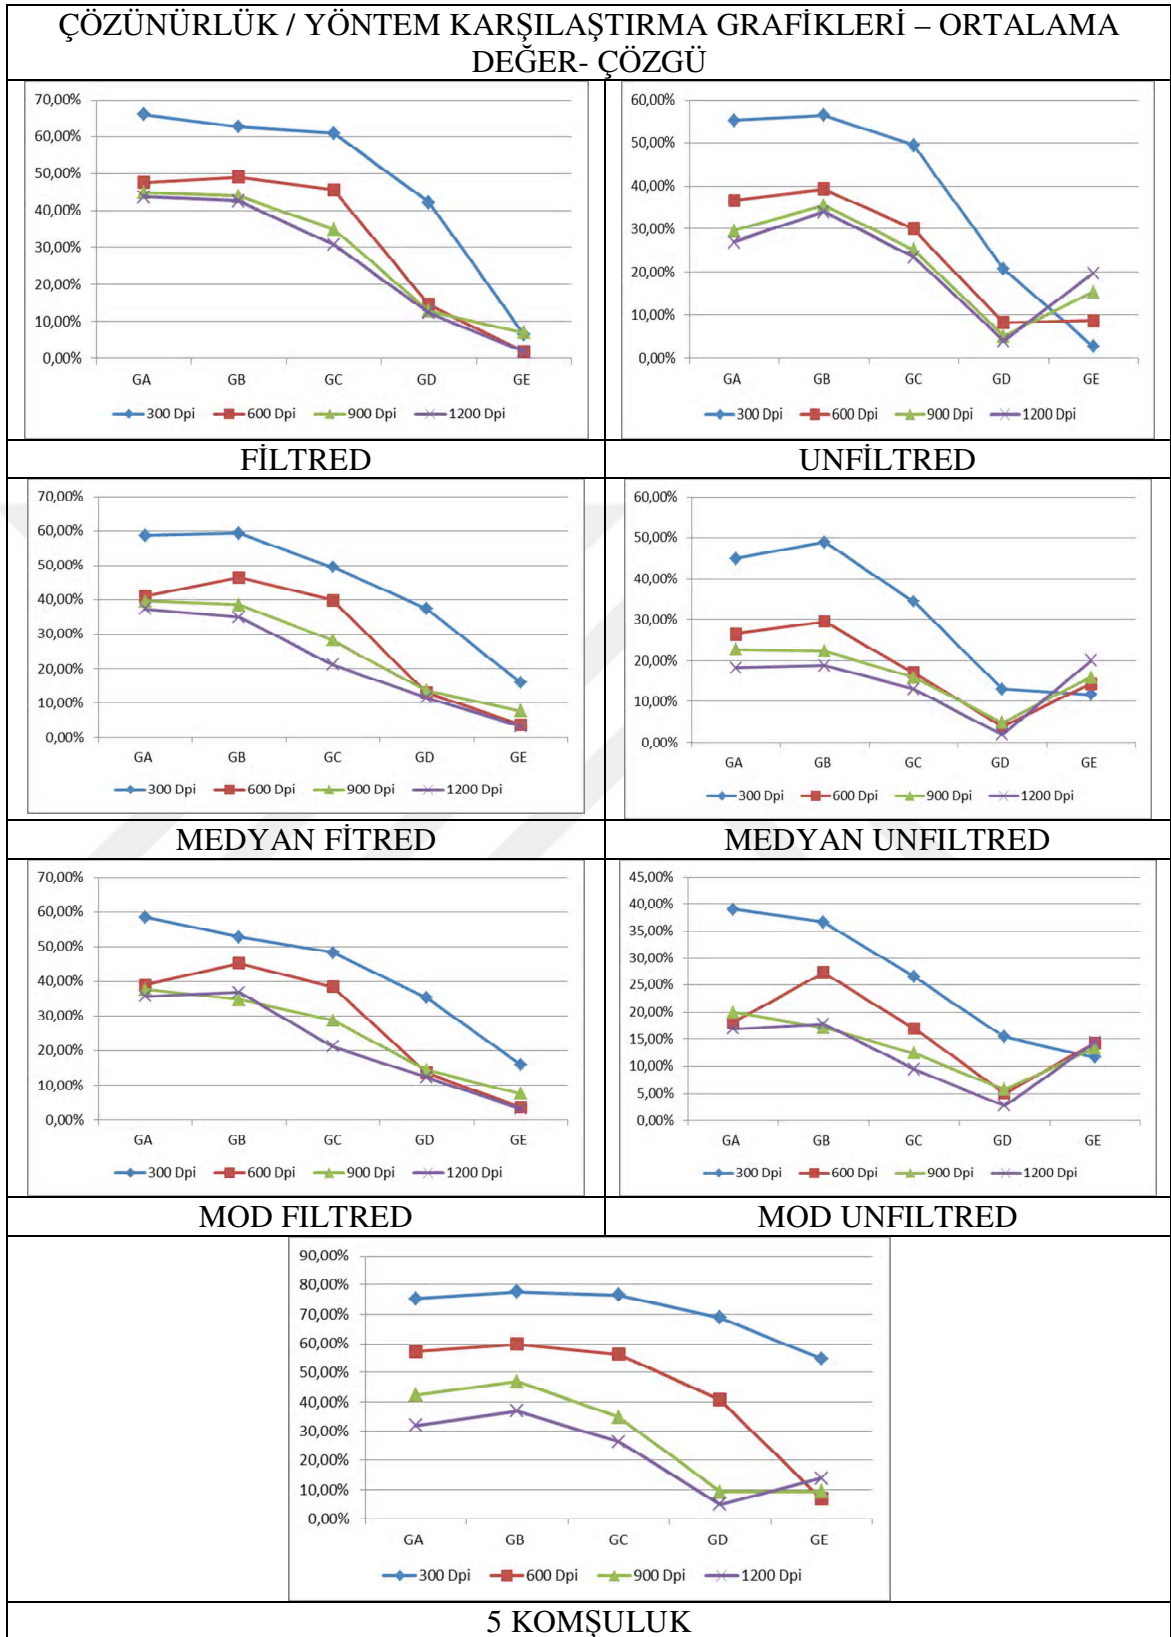 ÇÖZÜNÜRLÜK / YÖNTEM KARŞILAŞTIRMA GRAFİKLERİ – ORTALAMA
DEĞER- ÇÖZGÜ
70,00%
60,00%
50,00%
40,00%
30,00%
20,00%
10,00%
0,00%
GA GB GC GD GE
300 Dpi 600 Dpi 900 Dpi 1200 Dpi
60,00%
50,00%
40,00%
30,00%
20,00%
10,00%
0,00%
GA GB GC GD GE
300 Dpi 600 Dpi 900 Dpi 1200 Dpi
FİLTRED
UNFİLTRED
70,00%
60,00%
50,00%
40,00%
30,00%
20,00%
10,00%
0,00%
GA GB GC GD GE
300 Dpi 600 Dpi 900 Dpi 1200 Dpi
60,00%
50,00%
40,00%
30,00%
20,00%
10,00%
0,00%
GA GB GC GD GE
300 Dpi 600 Dpi 900 Dpi 1200 Dpi
MEDYAN FİTRED
MEDYAN UNFILTRED
70,00%
60,00%
50,00%
40,00%
30,00%
20,00%
10,00%
0,00%
GA GB GC GD GE
300 Dpi 600 Dpi 900 Dpi 1200 Dpi
45,00%
40,00%
35,00%
30,00%
25,00%
20,00%
15,00%
10,00%
5,00%
0,00%
GA GB GC GD GE
300 Dpi 600 Dpi 900 Dpi 1200 Dpi
MOD FILTRED
MOD UNFILTRED
90,00%
80,00%
70,00%
60,00%
50,00%
40,00%
30,00%
20,00%
10,00%
0,00%
GA GB GC GD GE
300 Dpi 600 Dpi 900 Dpi 1200 Dpi
5 KOMŞULUK